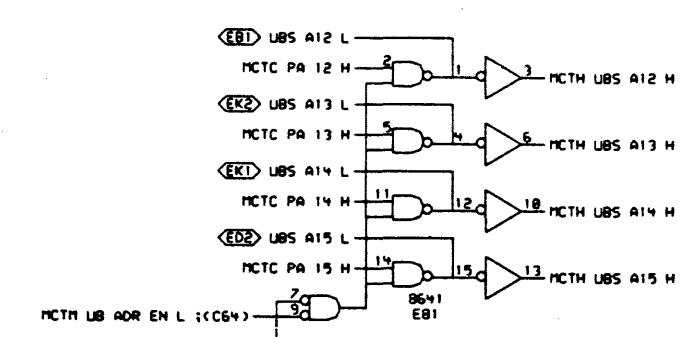 EB1 UBS A12 L
MCTC PA 12 H 2 1 3 MCTH UBS A12 H
EK2 UBS A13 L
MCTC PA 13 H 5 4 6 MCTH UBS A13 H
EK1 UBS A14 L
MCTC PA 14 H 11 12 10 MCTH UBS A14 H
ED2 UBS A15 L
MCTC PA 15 H 14 15 13 MCTH UBS A15 H
7 8641
MCTM UB ADR EN L ;(C64) 9 E81